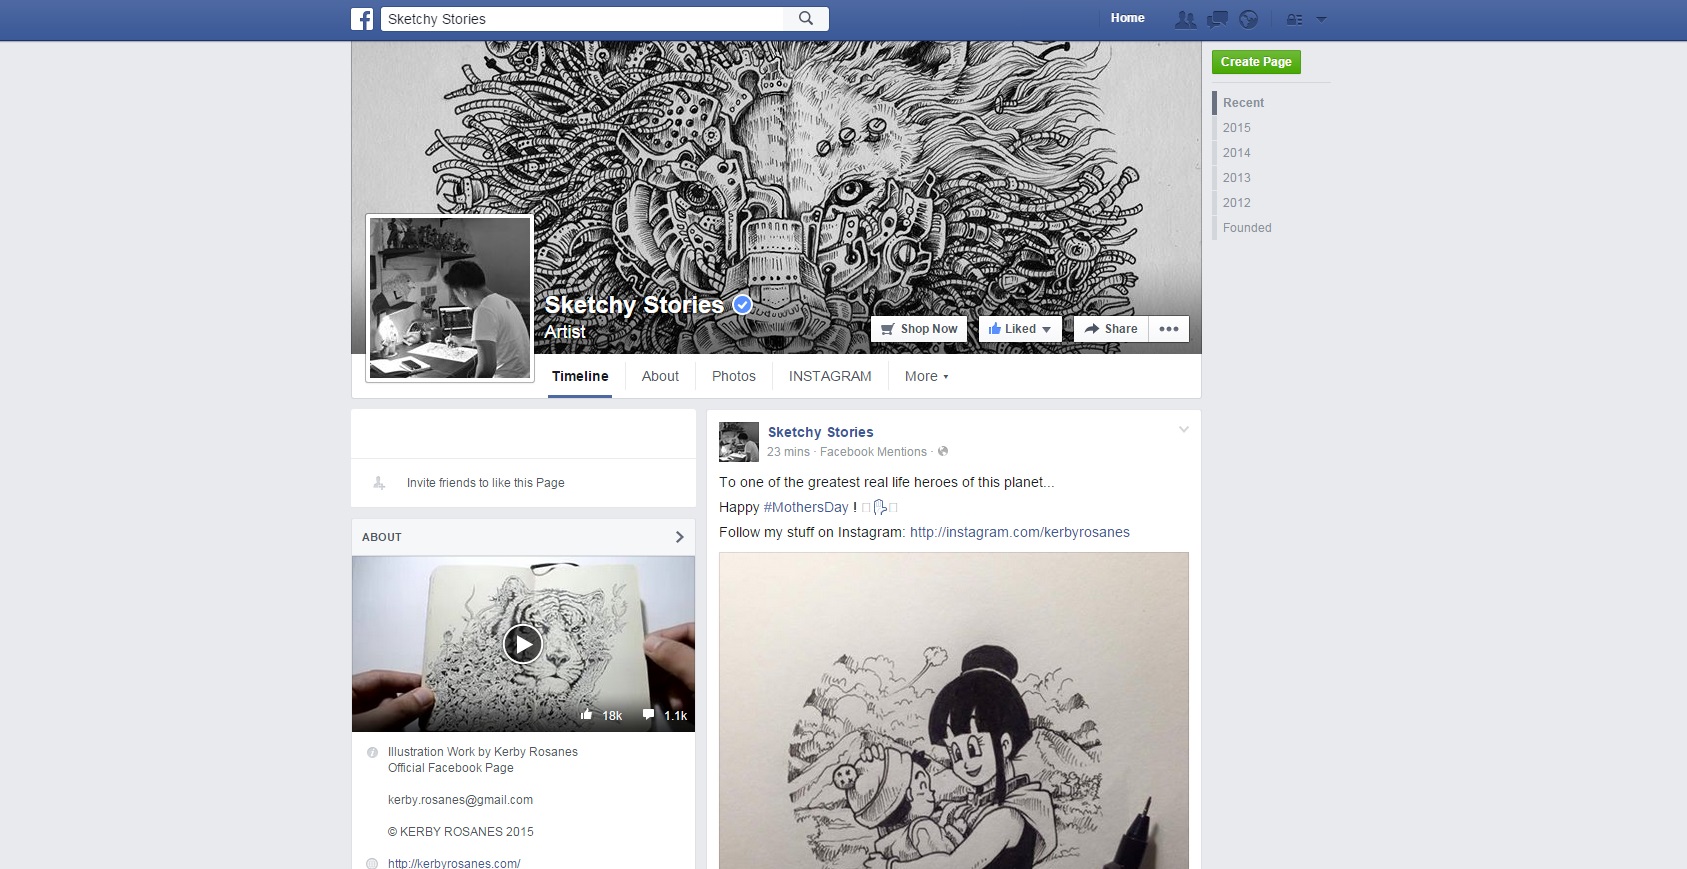 Sketchy Stories
Home
Create Page
Recent
2015
2014
2013
2012
Founded
Sketchy Stories
Artist
Shop Now
Liked
Share
Timeline
About
Photos
INSTAGRAM
More
Invite friends to like this Page
ABOUT
18k 1.1k
Illustration Work by Kerby Rosanes
Official Facebook Page
kerby.rosanes@gmail.com
© KERBY ROSANES 2015
http://kerbyrosanes.com/
Sketchy Stories
23 mins · Facebook Mentions ·
To one of the greatest real life heroes of this planet...
Happy #MothersDay !
Follow my stuff on Instagram: http://instagram.com/kerbyrosanes